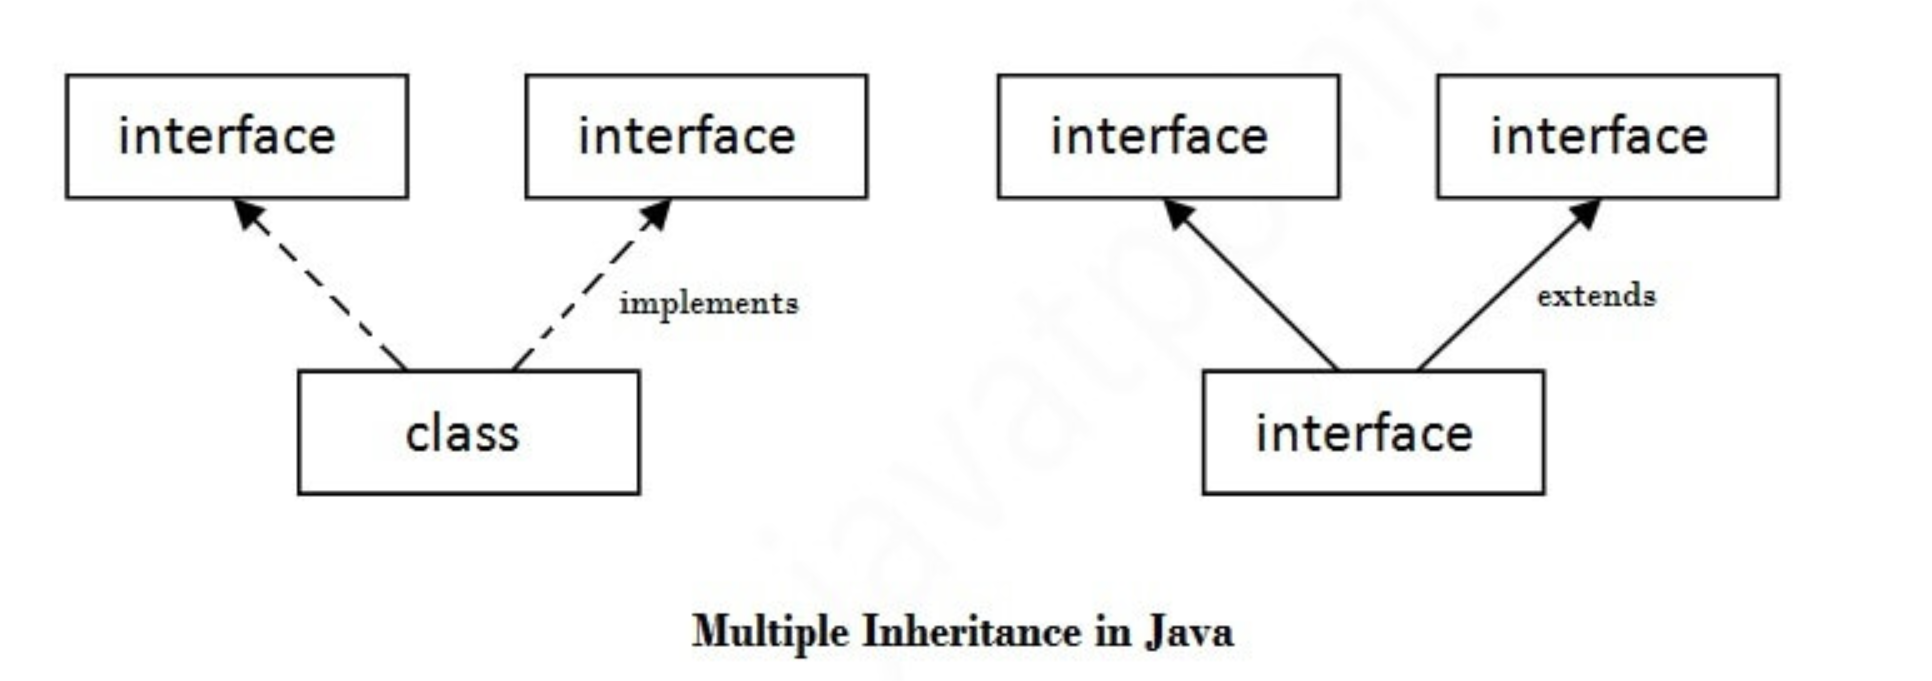 interface
interface
interface
interface
implements
extends
class
interface
Multiple Inheritance in Java